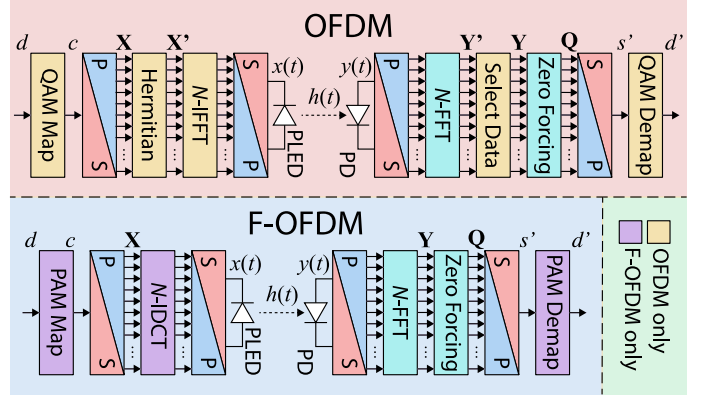 OFDM
d
c
X
X'
x(t)
y(t)
Y'
Y
Q
s'
d'
QAM Map
P
S
Hermitian
N-IFFT
S
P
PLED
h(t)
PD
P
S
N-FFT
Select Data
Zero Forcing
S
P
QAM Demap
F-OFDM
d
c
X
x(t)
y(t)
Y
Q
s'
d'
PAM Map
P
S
N-IDCT
S
P
PLED
h(t)
PD
P
S
N-FFT
Zero Forcing
S
P
PAM Demap
OFDM only
F-OFDM only